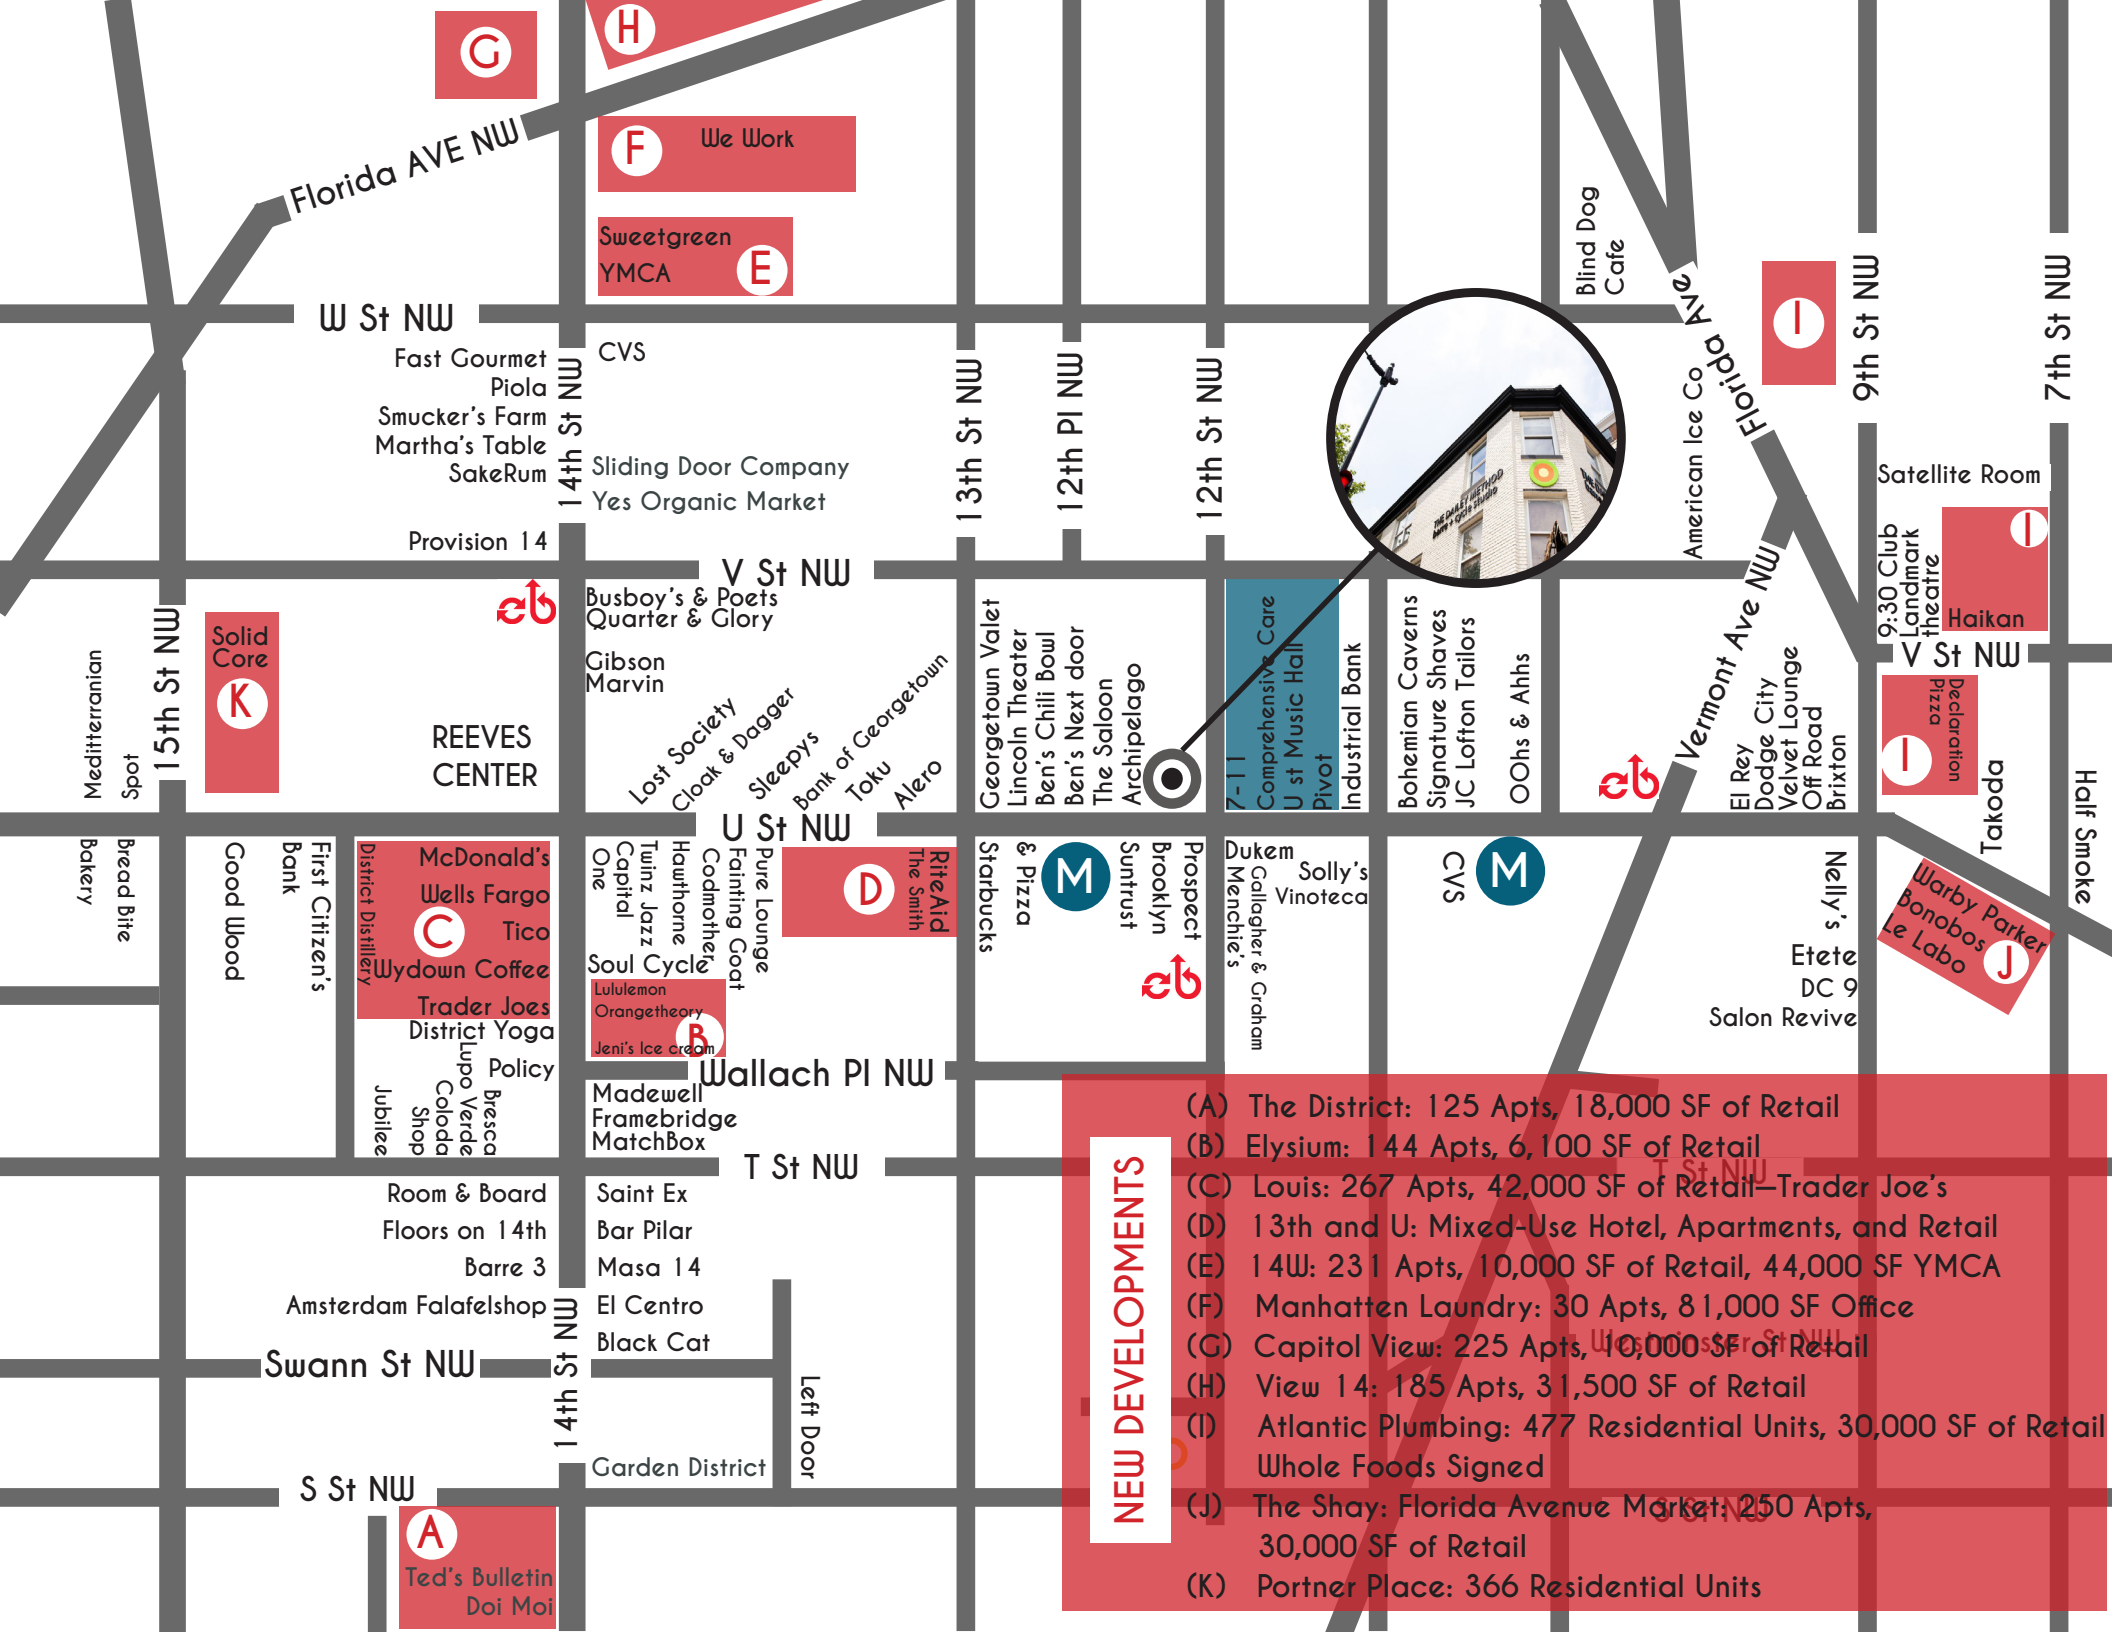 G
H
Florida AVE NW
F
We Work
Sweetgreen
YMCA
E
Blind Dog
Cafe
W St NW
Florida Ave
I
9th St NW
7th St NW
Fast Gourmet
Piola
Smucker's Farm
Martha's Table
SakeRum
14th St NW
CVS
Sliding Door Company
Yes Organic Market
13th St NW
12th Pl NW
12th St NW
THE DAILEY METHOD
barre + cycle studio
American Ice Co
Satellite Room
9:30 Club
Landmark
theatre
I
Haikan
Provision 14
V St NW
V St NW
Busboy's & Poets
Quarter & Glory
Gibson
Marvin
Mediterranian
Spot
15th St NW
Solid
Core
K
REEVES
CENTER
Lost Society
Cloak & Dagger
Sleepys
Bank of Georgetown
Toku
Alero
Georgetown Valet
Lincoln Theater
Ben's Chili Bowl
Ben's Next door
The Saloon
Archipelago
7-11
Comprehensive Care
U st Music Hall
Pivot
Industrial Bank
Bohemian Caverns
Signature Shaves
JC Lofton Tailors
OOhs & Ahhs
Vermont Ave NW
El Rey
Dodge City
Velvet Lounge
Off Road
Brixton
Declaration
Pizza
I
Takoda
Half Smoke
U St NW
Bakery
Bread Bite
Good Wood
First Citizen's
Bank
District Distillery
McDonald's
Wells Fargo
C
Tico
Wydown Coffee
Trader Joes
District Yoga
Policy
Jubilee
Coloda
Shop
Lupo Verde
Bresca
Capital
One
Twinz Jazz
Hawthorne
Codmother
Fainting Goat
Pure Lounge
D
RiteAid
The Smith
Soul Cycle
Lululemon
Orangetheory
B
Jeni's Ice cream
Starbucks
& Pizza
M
Suntrust
Brooklyn
Prospect
Dukem
Menchie's
Gallagher & Graham
Solly's
Vinoteca
CVS
M
Nelly's
Etete
DC 9
Salon Revive
Warby Parker
Bonobos
Le Labo
J
Wallach Pl NW
Madewell
Framebridge
MatchBox
T St NW
Room & Board
Floors on 14th
Barre 3
Amsterdam Falafelshop
Saint Ex
Bar Pilar
Masa 14
El Centro
Black Cat
14th St NW
Swann St NW
Left Door
Garden District
S St NW
A
Ted's Bulletin
Doi Moi
NEW DEVELOPMENTS
(A) The District: 125 Apts, 18,000 SF of Retail
(B) Elysium: 144 Apts, 6,100 SF of Retail
T St NW
(C) Louis: 267 Apts, 42,000 SF of Retail—Trader Joe's
(D) 13th and U: Mixed-Use Hotel, Apartments, and Retail
(E) 14W: 231 Apts, 10,000 SF of Retail, 44,000 SF YMCA
(F) Manhatten Laundry: 30 Apts, 81,000 SF Office
Westminster St NW
(G) Capitol View: 225 Apts, 10,000 SF of Retail
(H) View 14: 185 Apts, 31,500 SF of Retail
(I) Atlantic Plumbing: 477 Residential Units, 30,000 SF of Retail
Whole Foods Signed
(J) The Shay: Florida Avenue Market: 250 Apts,
S St NW
30,000 SF of Retail
(K) Portner Place: 366 Residential Units